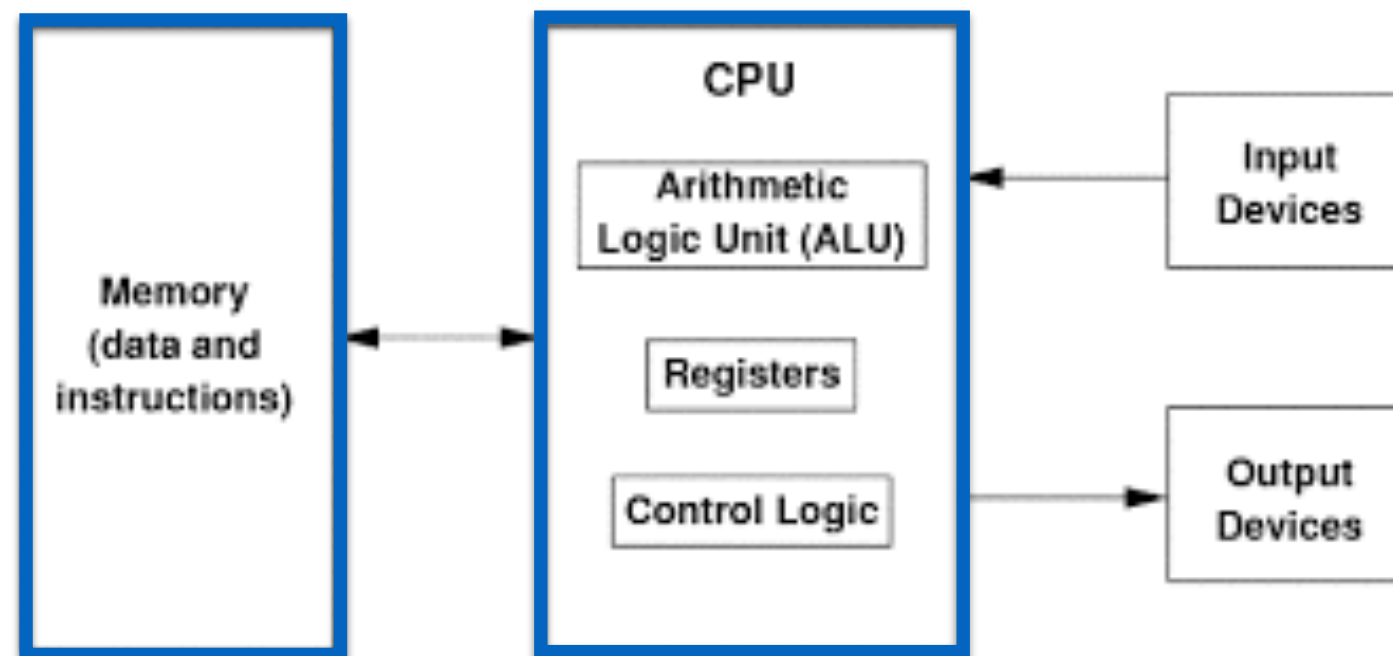 Memory
(data and
instructions)
CPU
Arithmetic
Logic Unit (ALU)
Registers
Control Logic
Input
Devices
Output
Devices